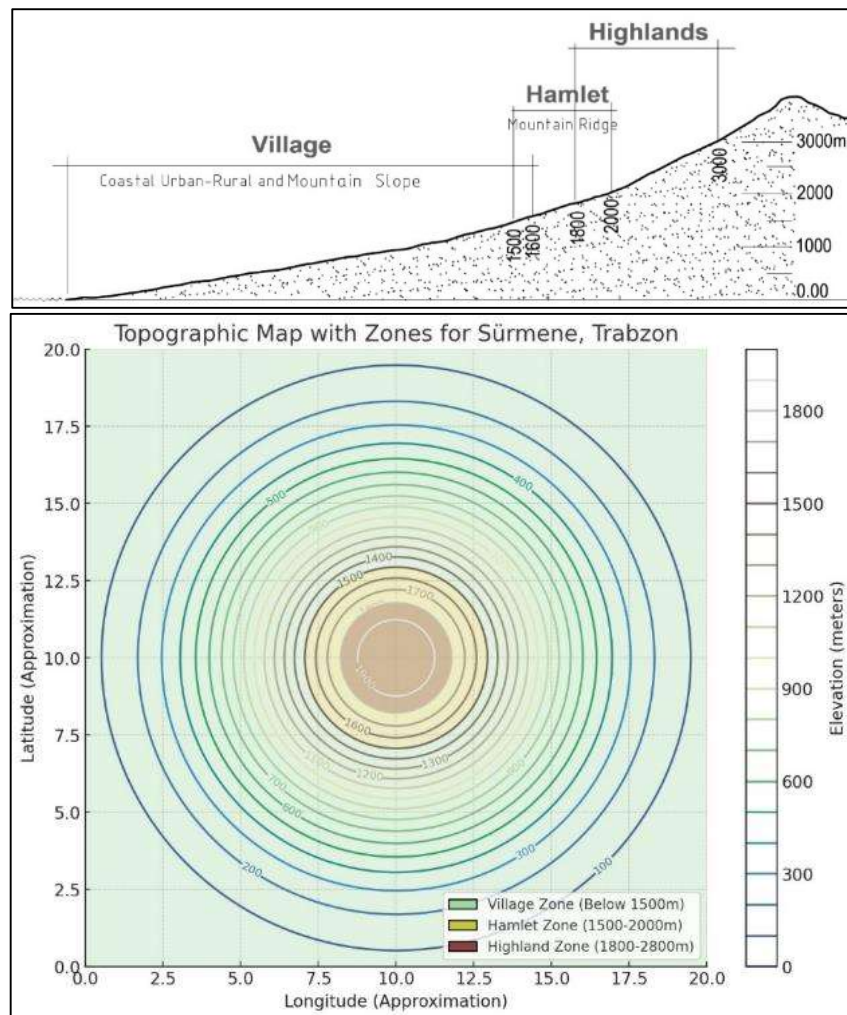 Highlands
Hamlet
Mountain Ridge
Village
Coastal Urban-Rural and Mountain Slope
3000m
2000
1000
0.00
1500
1600
1800
2000
3000
Topographic Map with Zones for Sürmene, Trabzon
20.0
17.5
15.0
12.5
10.0
7.5
5.0
2.5
0.0
Latitude (Approximation)
400
500
1400
1500
1700
1900
1600
1300
1100
1200
900
700
600
300
200
100
Village Zone (Below 1500m)
Hamlet Zone (1500-2000m)
Highland Zone (1800-2800m)
0.0 2.5 5.0 7.5 10.0 12.5 15.0 17.5 20.0
Longitude (Approximation)
1800
1500
1200
900
600
300
0
Elevation (meters)